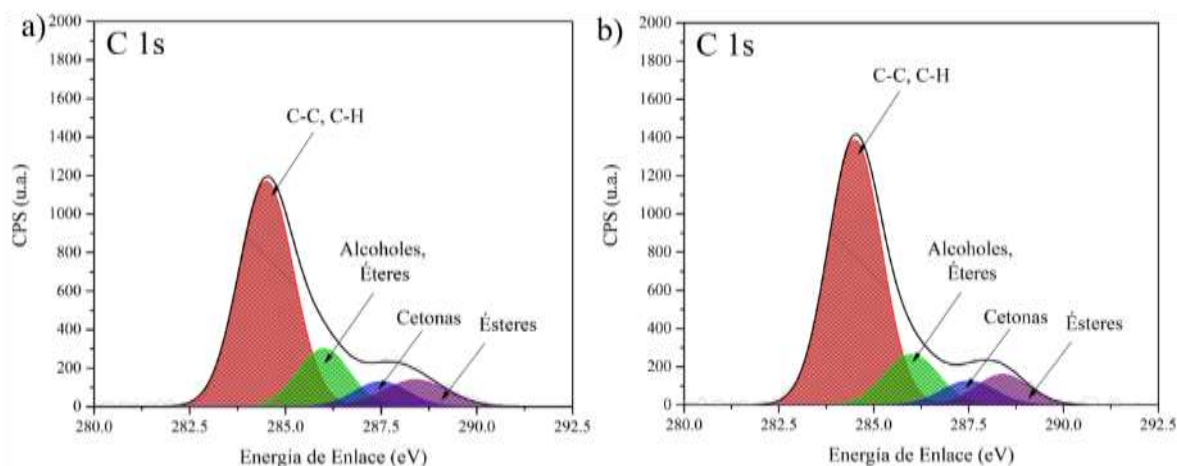 a)
C 1s
2000
1800
1600
1400
1200
1000
800
600
400
200
0
CPS (u.a.)
C-C, C-H
Alcoholes,
Éteres
Cetonas
Ésteres
280.0 282.5 285.0 287.5 290.0 292.5
Energía de Enlace (eV)
b)
C 1s
2000
1800
1600
1400
1200
1000
800
600
400
200
0
CPS (u.a.)
C-C, C-H
Alcoholes,
Éteres
Cetonas
Ésteres
280.0 282.5 285.0 287.5 290.0 292.5
Energía de Enlace (eV)